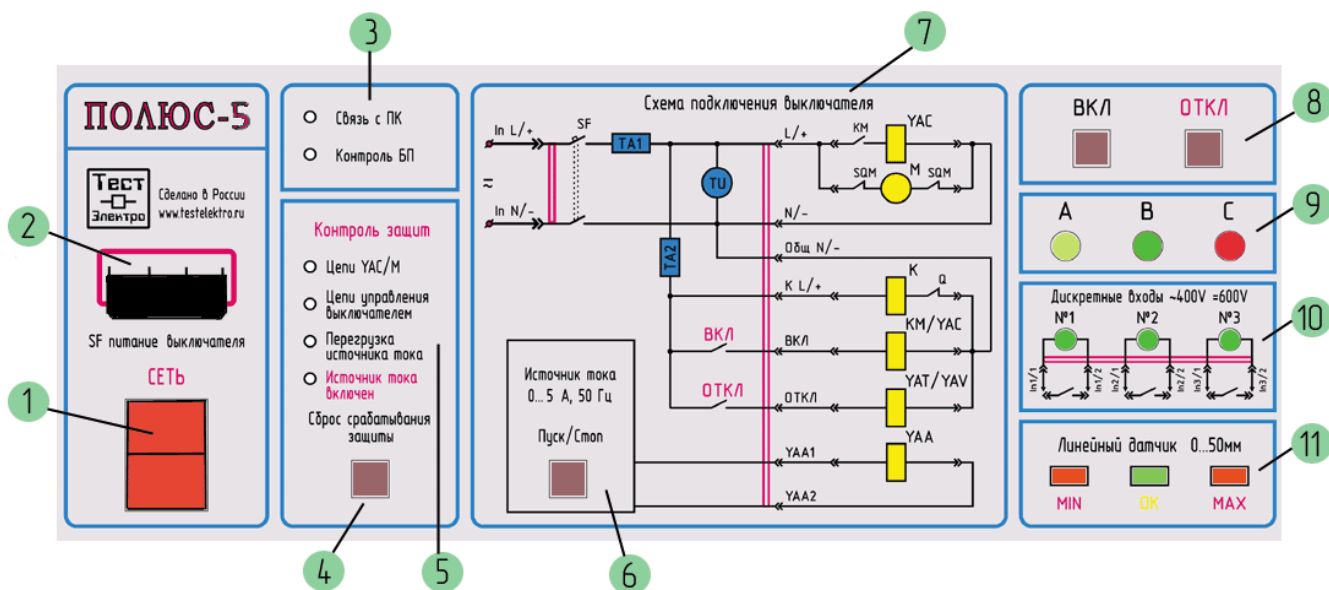 3
7
ПОЛЮС-5
Тест
Электро
Сделано в России
www.testelektro.ru
2
SF питание выключателя
СЕТЬ
1
Связь с ПК
Контроль БП
Контроль защит
Цепи YAC/M
Цепи управления
выключателем
Перегрузка
источника тока
Источник тока
включен
Сброс срабатывания
защиты
4
5
Схема подключения выключателя
In L/+
SF
TA1
L/+
KM
YAC
SQM
M
SQM
TU
≈
In N/-
N/-
TA2
Общ N/-
K L/+
K
Q
ВКЛ
ВКЛ
KM/YAC
ОТКЛ
ОТКЛ
YAT/YAV
YAA1
YAA
YAA2
Источник тока
0...5 А, 50 Гц
Пуск/Стоп
6
ВКЛ
ОТКЛ
8
A
B
C
9
Дискретные входы ~400V =600V
№1
№2
№3
10
In1/1
In1/2
In2/1
In2/2
In3/1
In3/2
Линейный датчик 0...50мм
11
MIN
OK
MAX